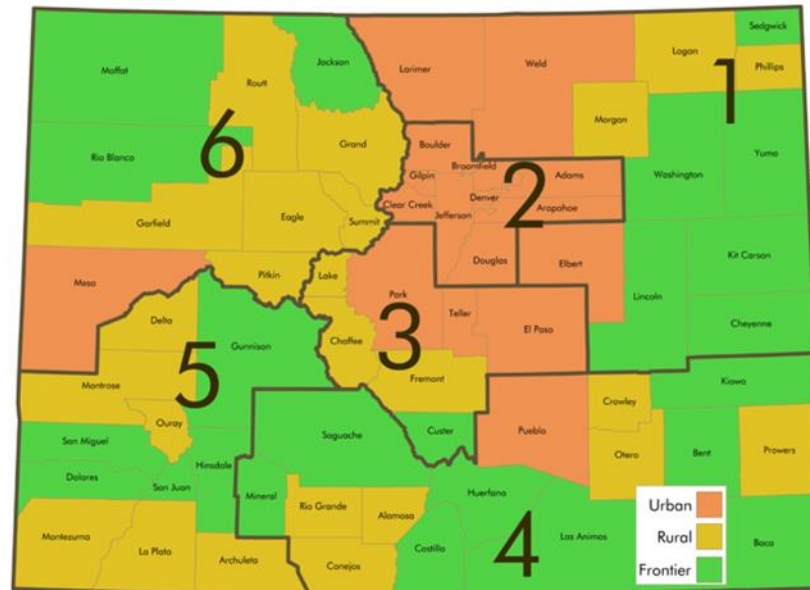 Sedgwick
Logan
Moffat
Jackson
Larimer
Weld
Phillips
1
Routt
Morgan
6
Grand
Boulder
Yuma
Rio Blanco
Broomfield
Washington
Gilpin
Adams
2
Eagle
Clear Creek
Denver
Garfield
Summit
Jefferson
Arapahoe
Kit Carson
Mesa
Pitkin
Lake
Douglas
Elbert
Park
Lincoln
Delta
Teller
Cheyenne
Gunnison
Chaffee
3
El Paso
5
Montrose
Fremont
Kiowa
Ouray
Pueblo
Crowley
San Miguel
Saguache
Custer
Otero
Bent
Prowers
Dolores
Hinsdale
San Juan
Mineral
Huerfano
Rio Grande
Alamosa
Urban
Montezuma
La Plata
4
Las Animas
Rural
Baca
Archuleta
Costilla
Conejos
Frontier